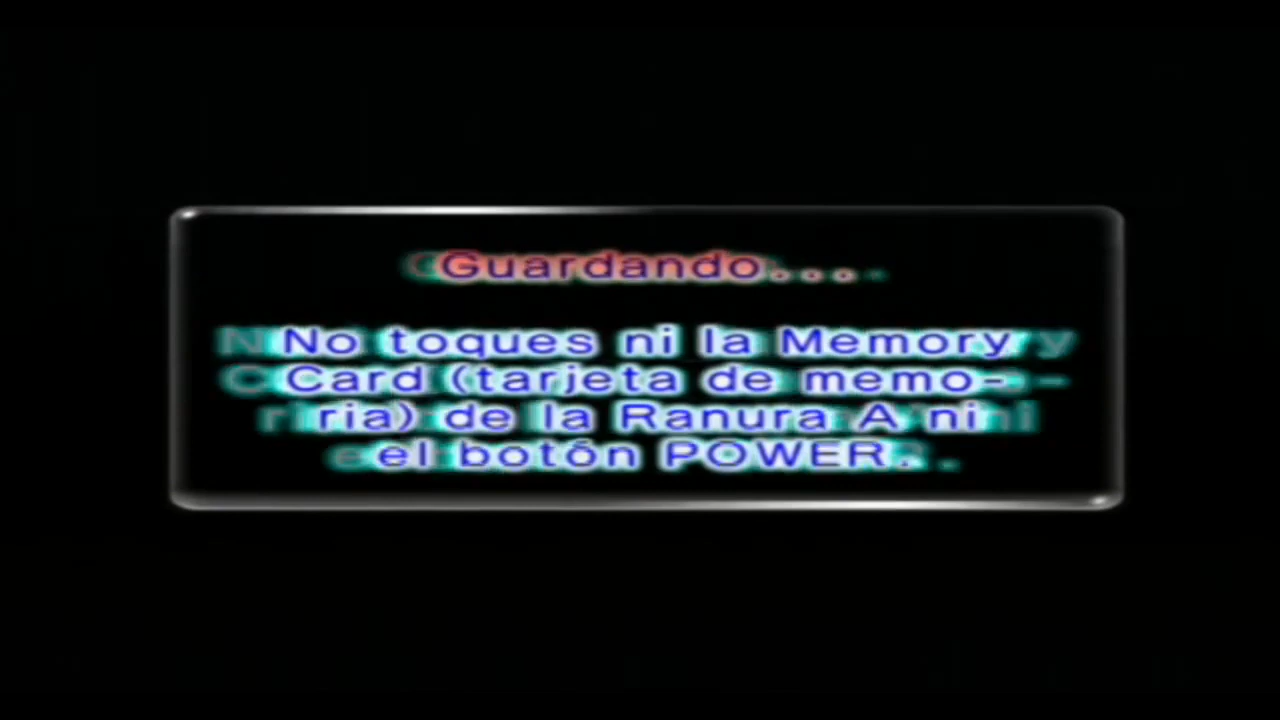 Guardando...
No toques ni la Memory
Card (tarjeta de memo-
ria) de la Ranura A ni
el botón POWER.